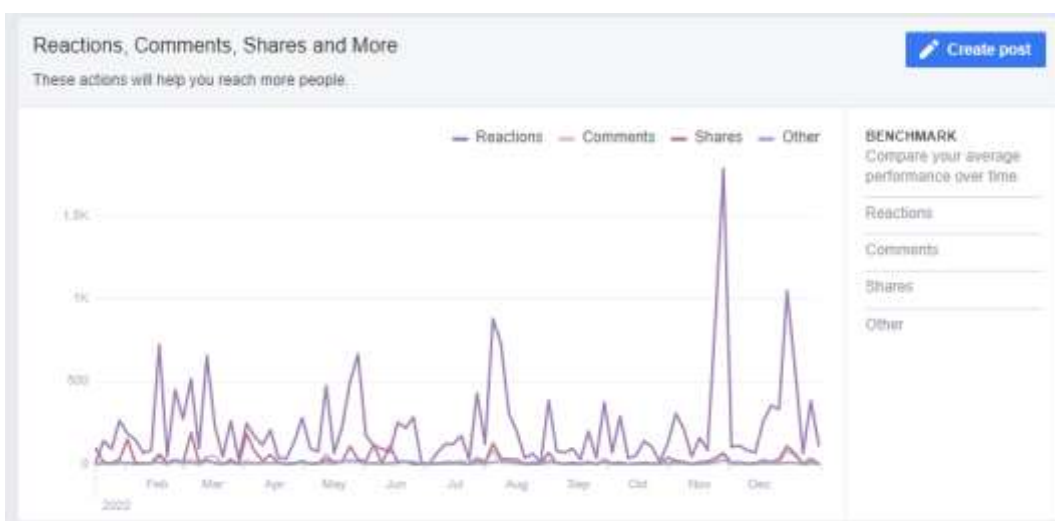 Reactions, Comments, Shares and More
Create post
These actions will help you reach more people.
Reactions Comments Shares Other
BENCHMARK
Compare your average
performance over time
Reactions
Comments
Shares
Other
1.5K
1K
500
0
Feb Mar Apr May Jun Jul Aug Sep Oct Nov Dec
2022